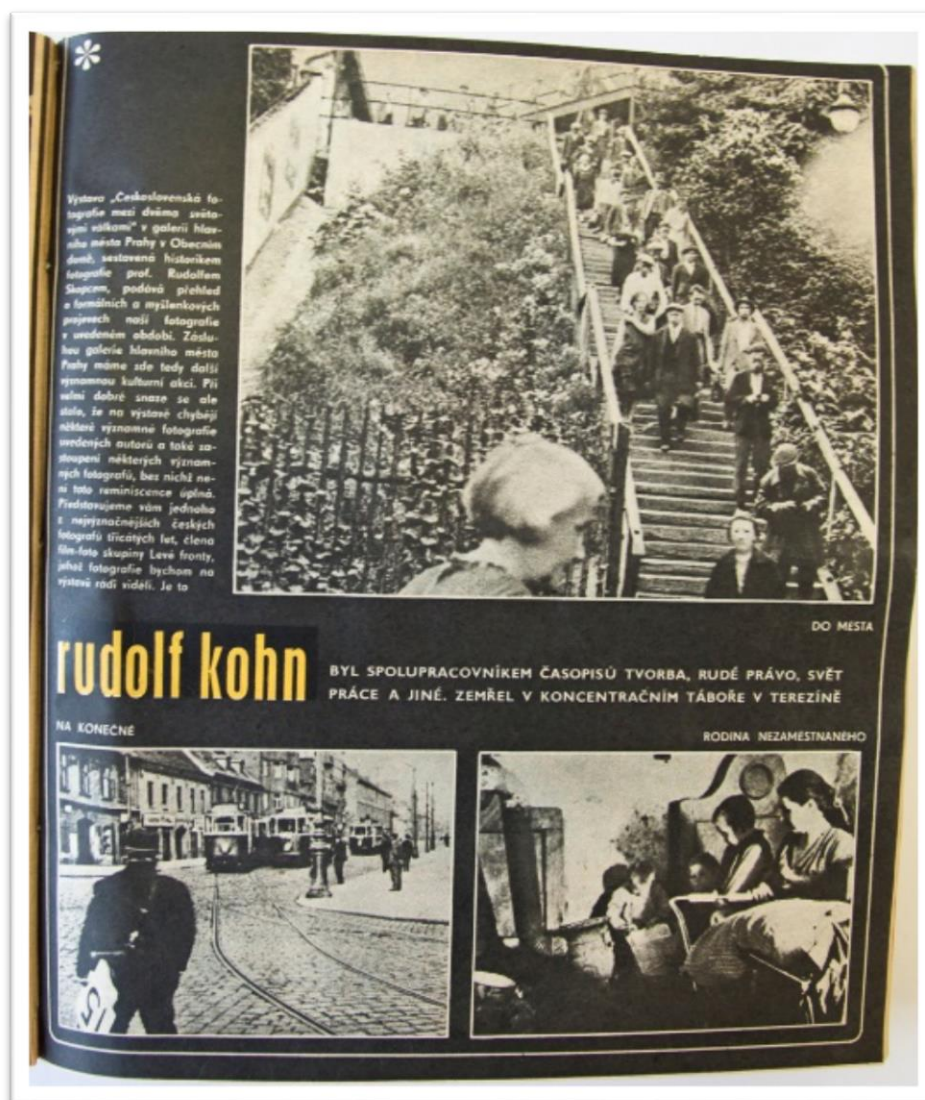 Výstava „Československá fo-
tografie mezi dvěma světo-
vými válkami" v galerii hlav-
ního města Prahy v Obecním
domě, sestavená historikem
fotografie prof. Rudolfem
Skopcem, podává přehled
o formálních a myšlenkových
projevech naší fotografie
v uvedeném období. Záslu-
hou galerie hlavního města
Prahy máme zde tedy další
významnou kulturní akci. Při
velmi dobré snaze se ale
stalo, že na výstavě chybějí
některé významné fotografie
uvedených autorů a také za-
stoupení některých význam-
ných fotografů, bez nichž ne-
ní tato reminiscence úplná.
Představujeme vám jednoho
z nejvýznačnějších českých
fotografů třicátých let, člena
film-foto skupiny Levé fronty,
jehož fotografie bychom na
výstavě rádi viděli. Je to
DO MĚSTA
rudolf kohn
BYL SPOLUPRACOVNÍKEM ČASOPISŮ TVORBA, RUDÉ PRÁVO, SVĚT
PRÁCE A JINÉ. ZEMŘEL V KONCENTRAČNÍM TÁBOŘE V TEREZÍNĚ
NA KONEČNÉ
RODINA NEZAMĚSTNANÉHO